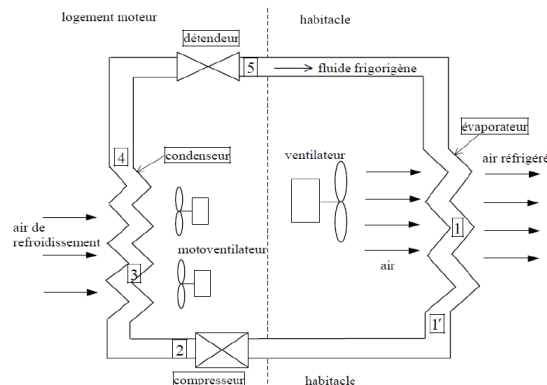 logement moteur
habitacle
détendeur
5
fluide frigorigène
4
condenseur
ventilateur
évaporateur
air réfrigéré
air de
refroidissement
motoventilateur
1
air
3
1'
2
compresseur
habitacle